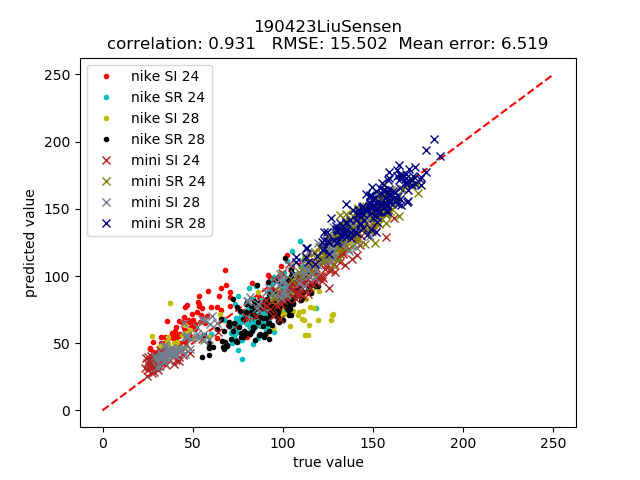 190423LiuSensen
correlation: 0.931   RMSE: 15.502  Mean error: 6.519
250
200
150
100
50
0
predicted value
nike SI 24
nike SR 24
nike SI 28
nike SR 28
mini SI 24
mini SR 24
mini SI 28
mini SR 28
0 50 100 150 200 250
true value